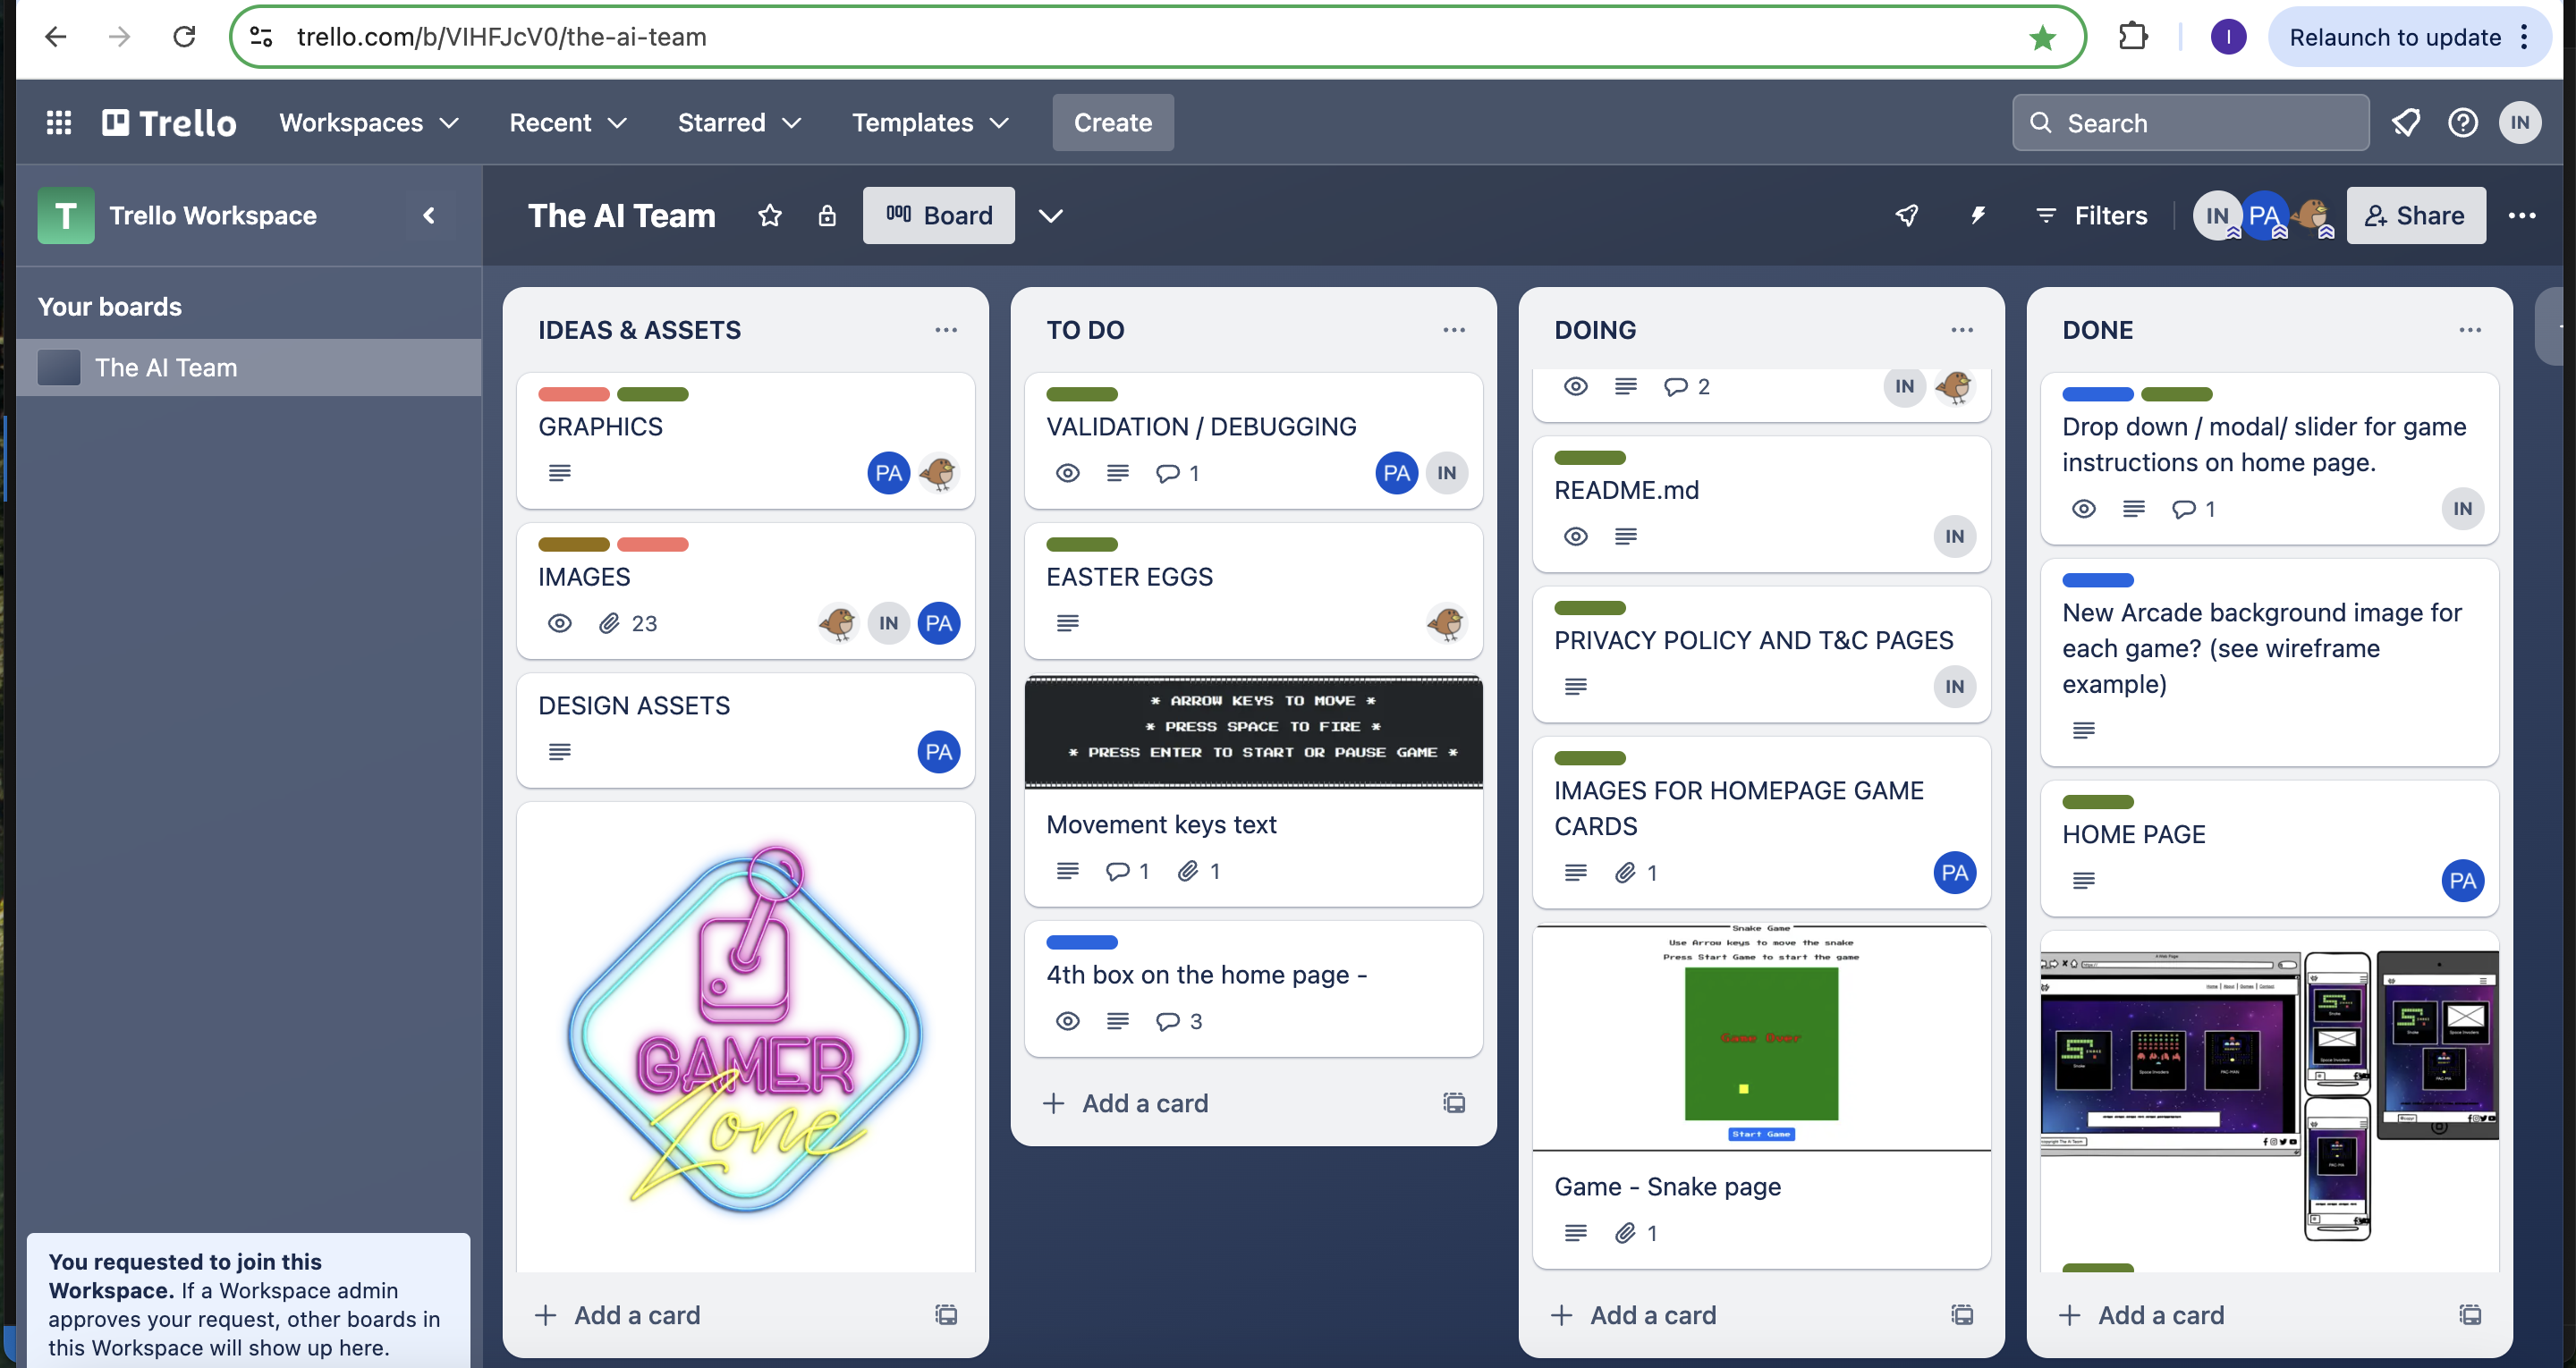 trello.com/b/VIHFJcV0/the-ai-team
I
Relaunch to update
Trello
Workspaces
Recent
Starred
Templates
Create
Search
IN
T
Trello Workspace
The AI Team
Board
Filters
IN
PA
Share
Your boards
The AI Team
You requested to join this
Workspace. If a Workspace admin
approves your request, other boards in
this Workspace will show up here.
IDEAS & ASSETS
GRAPHICS
PA
IMAGES
23
IN
PA
DESIGN ASSETS
PA
GAMER
Zone
Add a card
TO DO
VALIDATION / DEBUGGING
1
PA
IN
EASTER EGGS
* ARROW KEYS TO MOVE *
* PRESS SPACE TO FIRE *
* PRESS ENTER TO START OR PAUSE GAME *
Movement keys text
1
1
4th box on the home page -
3
Add a card
DOING
2
IN
README.md
IN
PRIVACY POLICY AND T&C PAGES
IN
IMAGES FOR HOMEPAGE GAME
CARDS
1
PA
Snake Game
Use Arrow keys to move the snake
Press Start Game to start the game
Game Over
Start Game
Game - Snake page
1
Add a card
DONE
Drop down / modal/ slider for game
instructions on home page.
1
IN
New Arcade background image for
each game? (see wireframe
example)
HOME PAGE
PA
Add a card